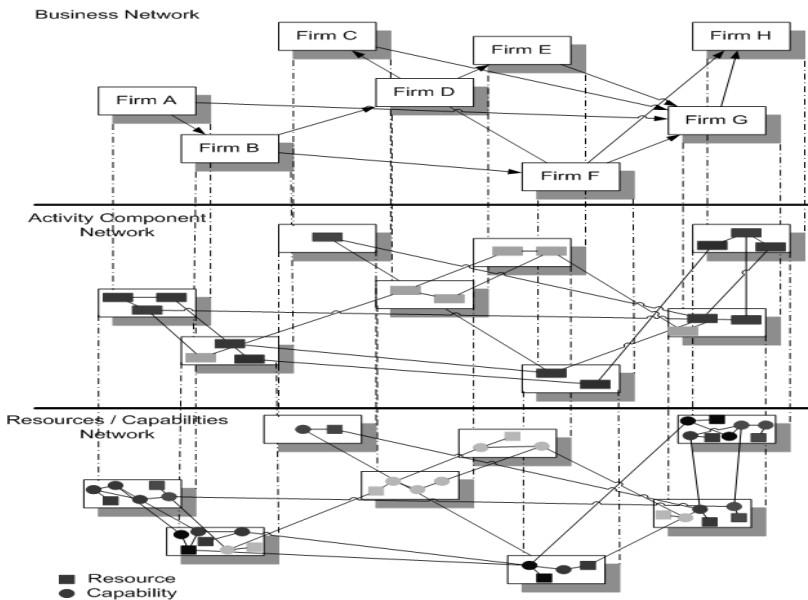 Business Network
Firm C
Firm E
Firm H
Firm D
Firm A
Firm G
Firm B
Firm F
Activity Component
Network
Resources / Capabilities
Network
Resource
Capability